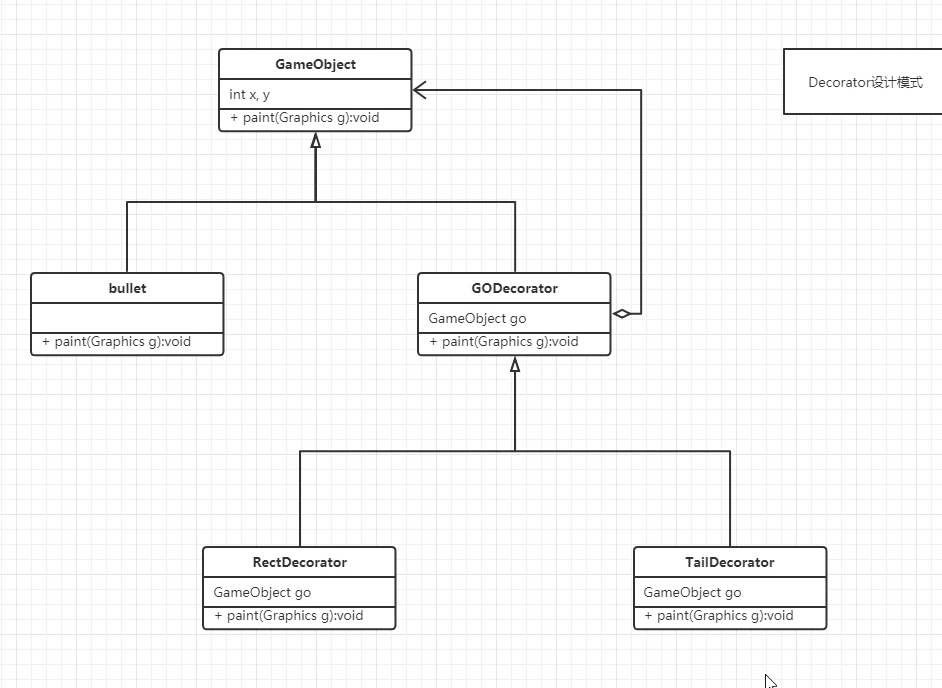 GameObject
int x, y
+ paint(Graphics g):void
Decorator设计模式
bullet
+ paint(Graphics g):void
GODecorator
GameObject go
+ paint(Graphics g):void
RectDecorator
GameObject go
+ paint(Graphics g):void
TailDecorator
GameObject go
+ paint(Graphics g):void